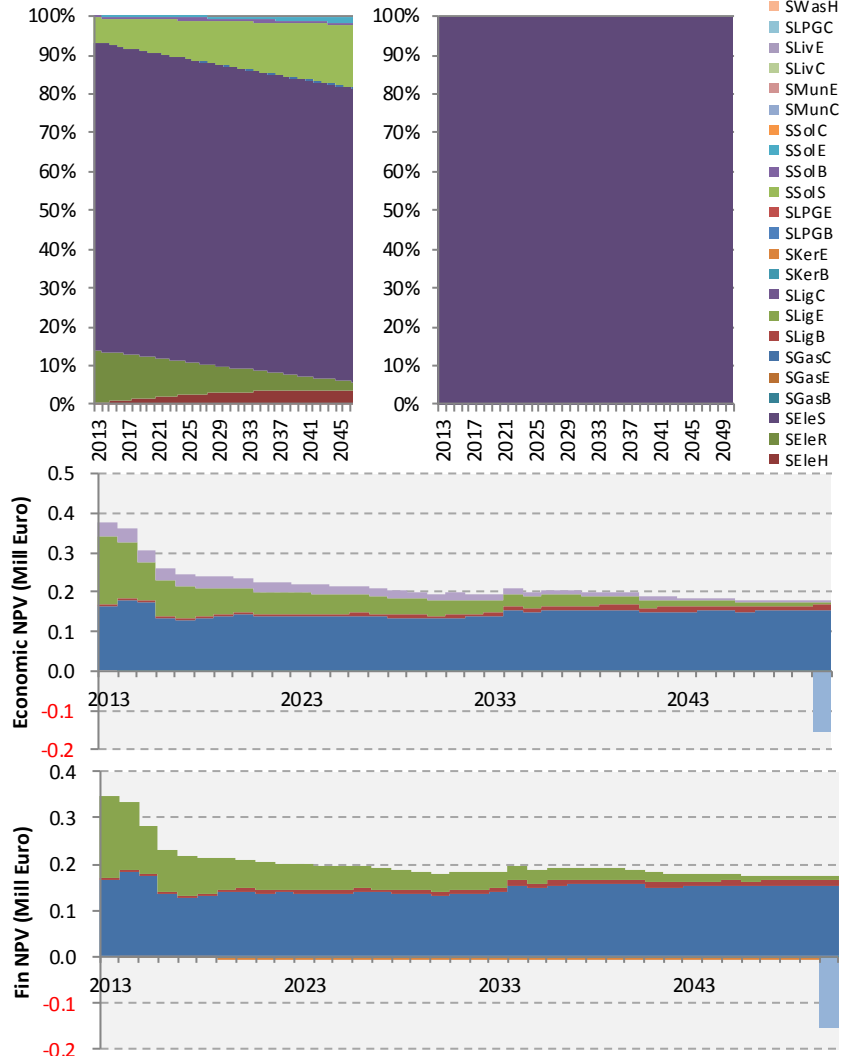 100%
90%
80%
70%
60%
50%
40%
30%
20%
10%
0%
2013
2017
2021
2025
2029
2033
2037
2041
2045
100%
90%
80%
70%
60%
50%
40%
30%
20%
10%
0%
2013
2017
2021
2025
2029
2033
2037
2041
2045
2049
SWasH
SLPGC
SLivE
SLivC
SMunE
SMunC
SSolC
SSolE
SSolB
SSolS
SLPGE
SLPGB
SKerE
SKerB
SLigC
SLigE
SLigB
SGasC
SGasE
SGasB
SEleS
SEleR
SEleH
Economic NPV (Mill Euro)
0.5
0.4
0.3
0.2
0.1
0.0
-0.1
-0.2
2013 2023 2033 2043
Fin NPV (Mill Euro)
0.4
0.3
0.2
0.1
0.0
-0.1
-0.2
2013 2023 2033 2043